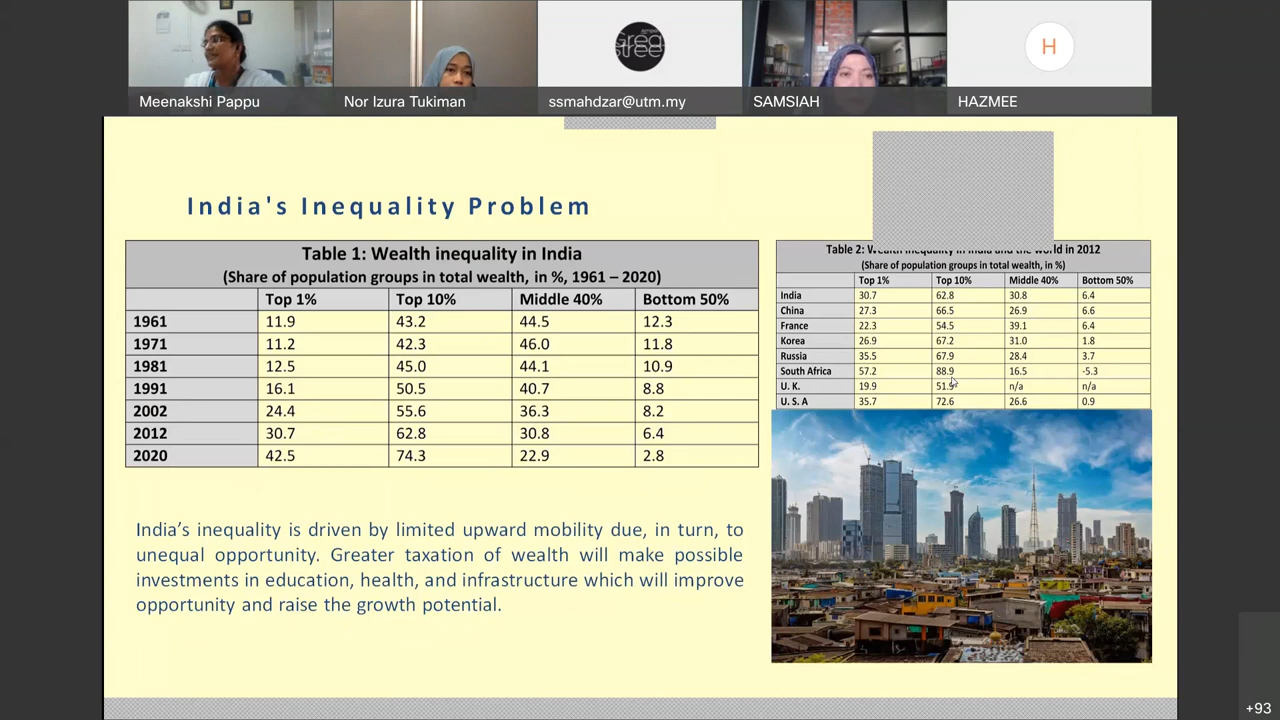 Meenakshi Pappu
Nor Izura Tukiman
ssmahdzar@utm.my
SAMSIAH
H
HAZMEE
India's Inequality Problem
Table 1: Wealth inequality in India
(Share of population groups in total wealth, in %, 1961 – 2020)
Top 1% Top 10% Middle 40% Bottom 50%
1961 11.9 43.2 44.5 12.3
1971 11.2 42.3 46.0 11.8
1981 12.5 45.0 44.1 10.9
1991 16.1 50.5 40.7 8.8
2002 24.4 55.6 36.3 8.2
2012 30.7 62.8 30.8 6.4
2020 42.5 74.3 22.9 2.8
Table 2: Wealth inequality in India and the world in 2012
(Share of population groups in total wealth, in %)
Top 1% Top 10% Middle 40% Bottom 50%
India 30.7 62.8 30.8 6.4
China 27.3 66.5 26.9 6.6
France 22.3 54.5 39.1 6.4
Korea 26.9 67.2 31.0 1.8
Russia 35.5 67.9 28.4 3.7
South Africa 57.2 88.9 16.5 -5.3
U. K. 19.9 51.9 n/a n/a
U. S. A 35.7 72.6 26.6 0.9
India’s inequality is driven by limited upward mobility due, in turn, to
unequal opportunity. Greater taxation of wealth will make possible
investments in education, health, and infrastructure which will improve
opportunity and raise the growth potential.
+93